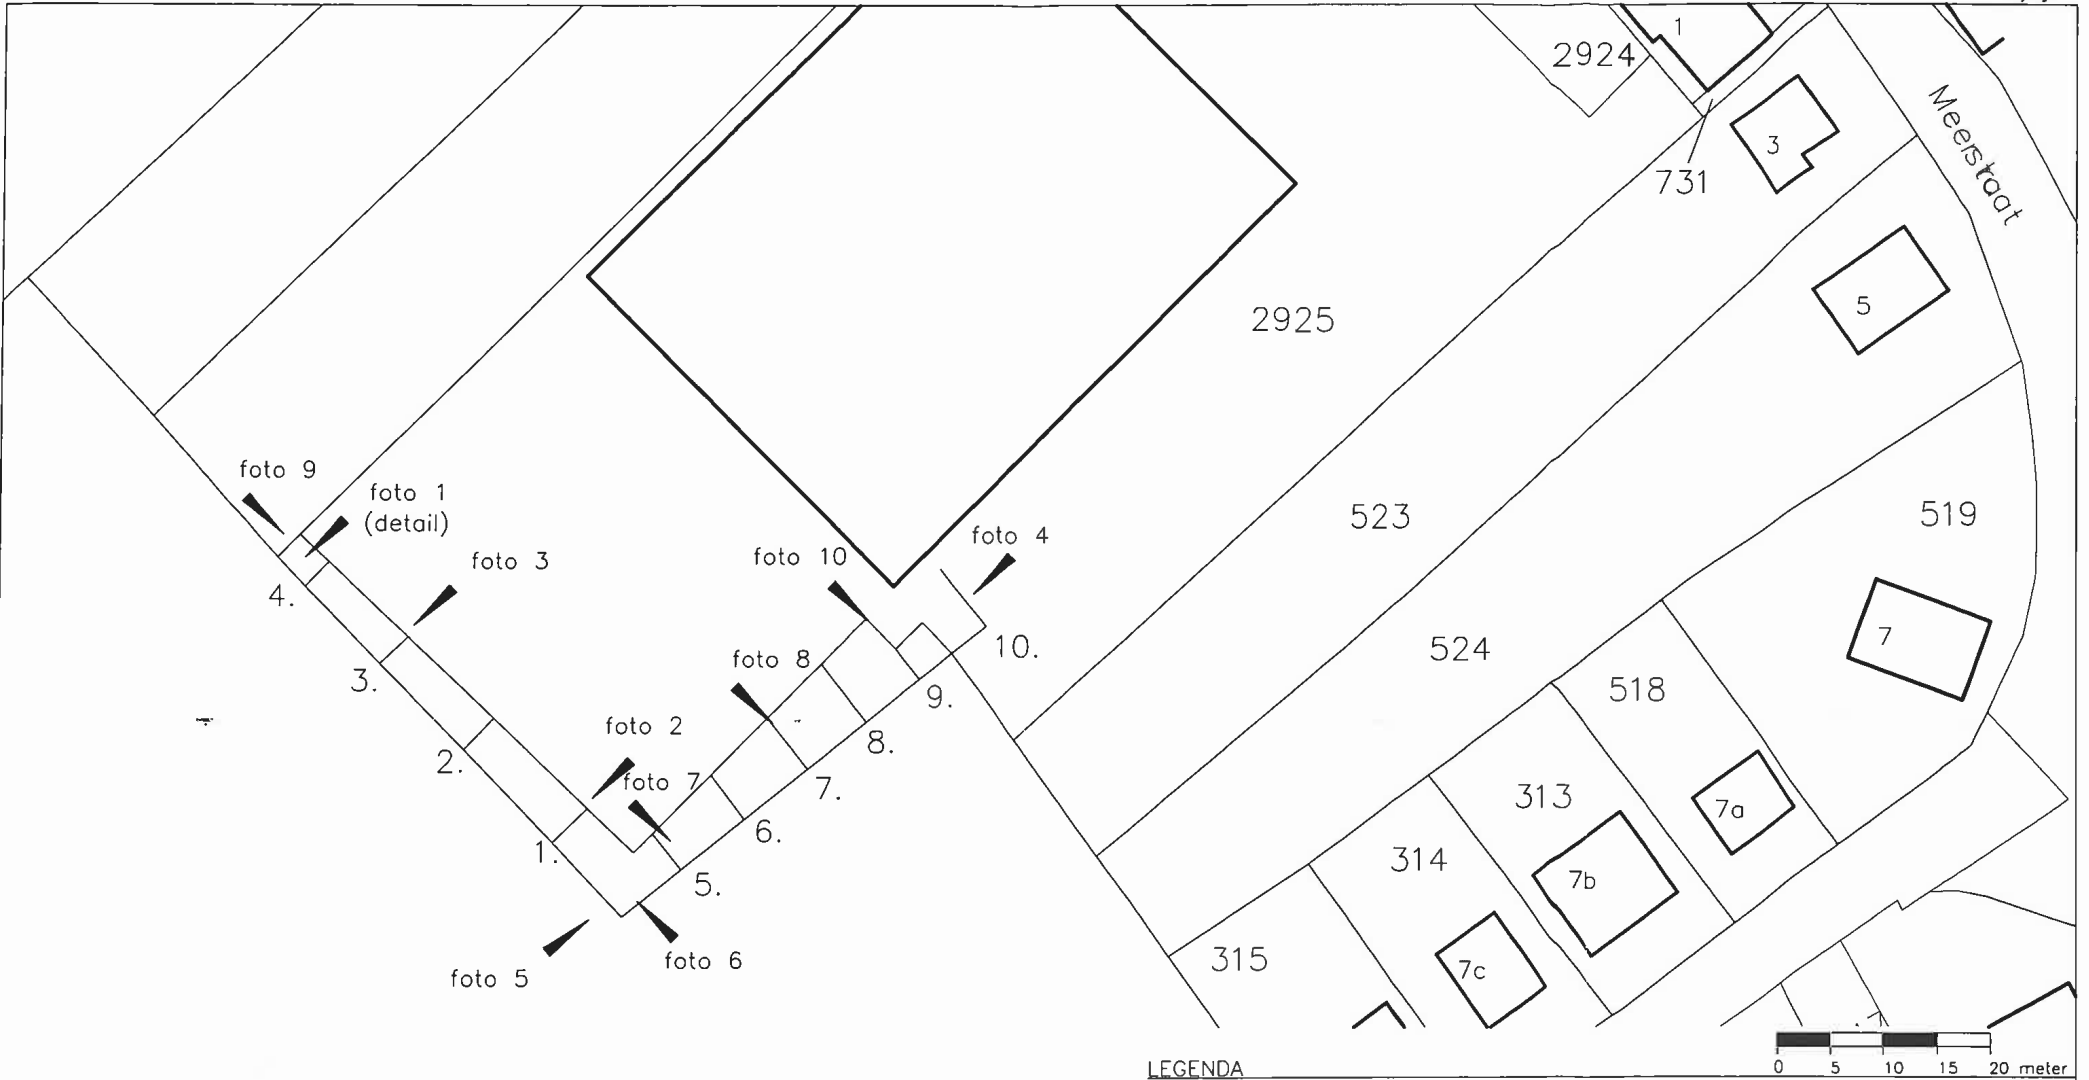 1
2924
Meerstraat
3
731
5
2925
foto 9
foto 1
(detail)
523
519
foto 4
foto 10
foto 3
4.
10.
524
7
foto 8
3.
518
9.
foto 2
8.
2.
foto 7
7.
313
7a
6.
1.
314
5.
7b
foto 6
315
7c
foto 5
LEGENDA
0 5 10 15 20 meter